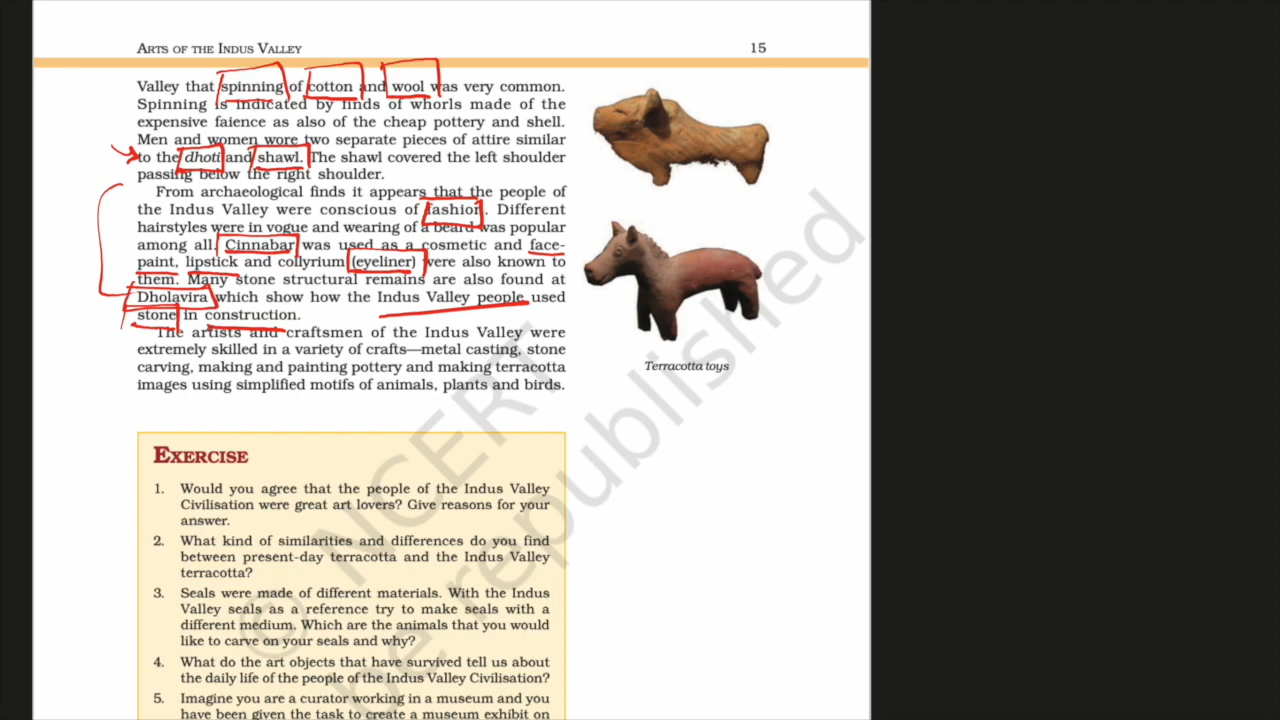 ARTS OF THE INDUS VALLEY
15
Valley that spinning of cotton and wool was very common.
Spinning is indicated by finds of whorls made of the
expensive faience as also of the cheap pottery and shell.
Men and women wore two separate pieces of attire similar
to the dhoti and shawl. The shawl covered the left shoulder
passing below the right shoulder.
From archaeological finds it appears that the people of
the Indus Valley were conscious of fashion. Different
hairstyles were in vogue and wearing of a beard was popular
among all. Cinnabar was used as a cosmetic and face-
paint, lipstick and collyrium (eyeliner) were also known to
them. Many stone structural remains are also found at
Dholavira which show how the Indus Valley people used
stone in construction.
The artists and craftsmen of the Indus Valley were
extremely skilled in a variety of crafts—metal casting, stone
carving, making and painting pottery and making terracotta
images using simplified motifs of animals, plants and birds.
Terracotta toys
EXERCISE
1. Would you agree that the people of the Indus Valley
Civilisation were great art lovers? Give reasons for your
answer.
2. What kind of similarities and differences do you find
between present-day terracotta and the Indus Valley
terracotta?
3. Seals were made of different materials. With the Indus
Valley seals as a reference try to make seals with a
different medium. Which are the animals that you would
like to carve on your seals and why?
4. What do the art objects that have survived tell us about
the daily life of the people of the Indus Valley Civilisation?
5. Imagine you are a curator working in a museum and you
have been given the task to create a museum exhibit on
© NCERT
be republished